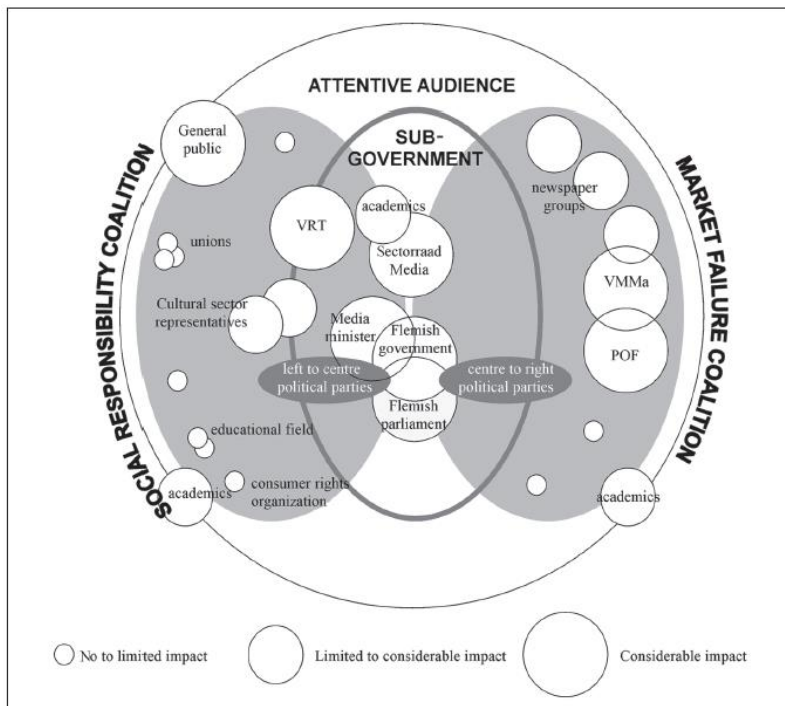 ATTENTIVE AUDIENCE
SUB-
GOVERNMENT
SOCIAL RESPONSIBILITY COALITION
MARKET FAILURE COALITION
General
public
academics
newspaper
groups
VRT
unions
Sectorraad
Media
VMMa
Cultural sector
representatives
Media
minister
Flemish
government
POF
left to centre
political parties
centre to right
political parties
Flemish
parliament
educational field
consumer rights
organization
academics
academics
No to limited impact
Limited to considerable impact
Considerable impact